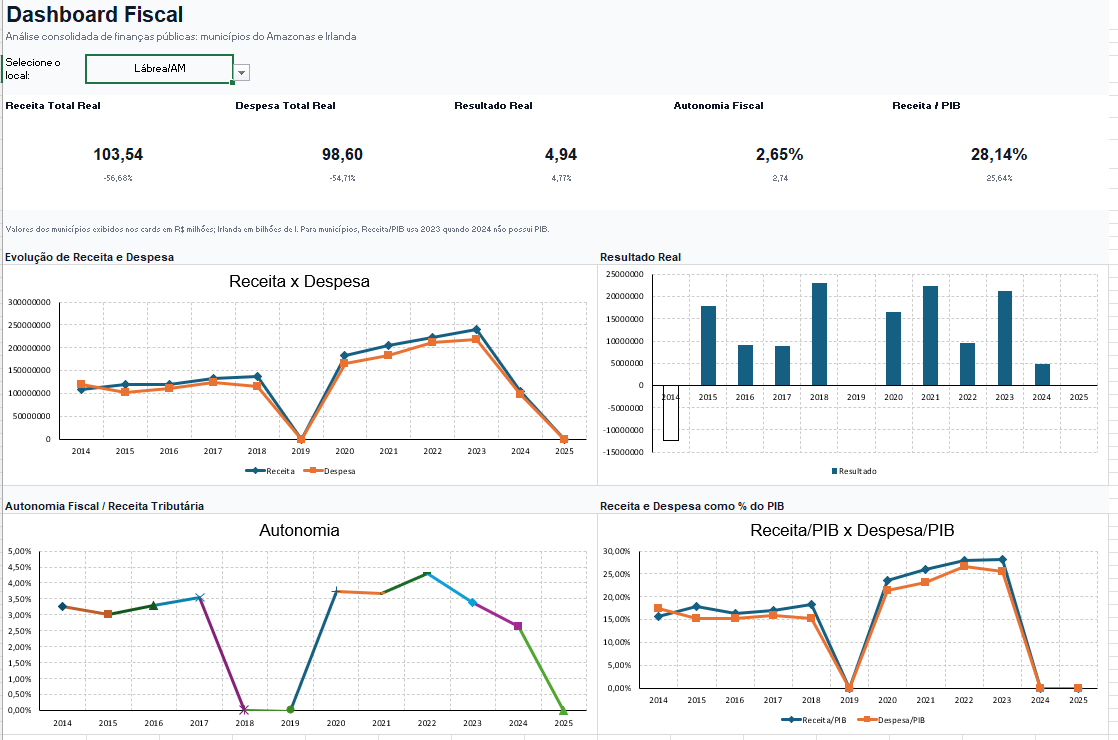 Dashboard Fiscal
Análise consolidada de finanças públicas: municípios do Amazonas e Irlanda
Selecione o
local:
Lábrea/AM
Receita Total Real
Despesa Total Real
Resultado Real
Autonomia Fiscal
Receita / PIB
103,54
98,60
4,94
2,65%
28,14%
-56,68%
-54,71%
4,77%
2,74
25,64%
Valores dos municípios exibidos nos cards em R$ milhões; Irlanda em bilhões de I. Para municípios, Receita/PIB usa 2023 quando 2024 não possui PIB.
Evolução de Receita e Despesa
Receita x Despesa
300000000
250000000
200000000
150000000
100000000
50000000
0
2014 2015 2016 2017 2018 2019 2020 2021 2022 2023 2024 2025
Receita Despesa
Resultado Real
25000000
20000000
15000000
10000000
5000000
0
2014 2015 2016 2017 2018 2019 2020 2021 2022 2023 2024 2025
-5000000
-10000000
-15000000
Resultado
Autonomia Fiscal / Receita Tributária
Autonomia
5,00%
4,50%
4,00%
3,50%
3,00%
2,50%
2,00%
1,50%
1,00%
0,50%
0,00%
2014 2015 2016 2017 2018 2019 2020 2021 2022 2023 2024 2025
Receita e Despesa como % do PIB
Receita/PIB x Despesa/PIB
30,00%
25,00%
20,00%
15,00%
10,00%
5,00%
0,00%
2014 2015 2016 2017 2018 2019 2020 2021 2022 2023 2024 2025
Receita/PIB Despesa/PIB